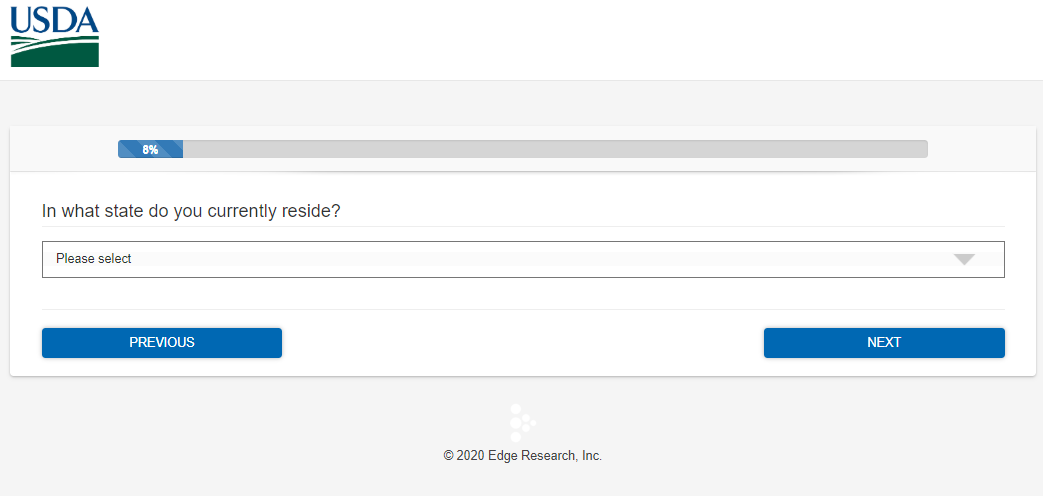 USDA
8%
In what state do you currently reside?
Please select
PREVIOUS
NEXT
© 2020 Edge Research, Inc.